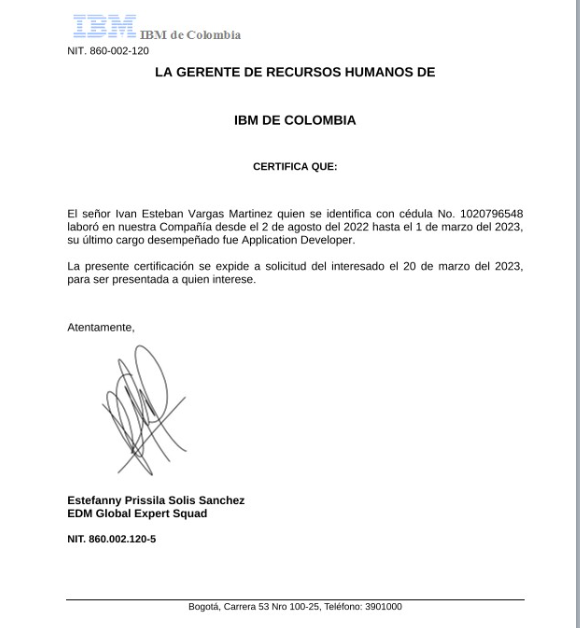 IBM IBM de Colombia
NIT. 860-002-120
LA GERENTE DE RECURSOS HUMANOS DE
IBM DE COLOMBIA
CERTIFICA QUE:
El señor Ivan Esteban Vargas Martinez quien se identifica con cédula No. 1020796548
laboró en nuestra Compañía desde el 2 de agosto del 2022 hasta el 1 de marzo del 2023,
su último cargo desempeñado fue Application Developer.
La presente certificación se expide a solicitud del interesado el 20 de marzo del 2023,
para ser presentada a quien interese.
Atentamente,
Estefanny Prissila Solis Sanchez
EDM Global Expert Squad
NIT. 860.002.120-5
Bogotá, Carrera 53 Nro 100-25, Teléfono: 3901000